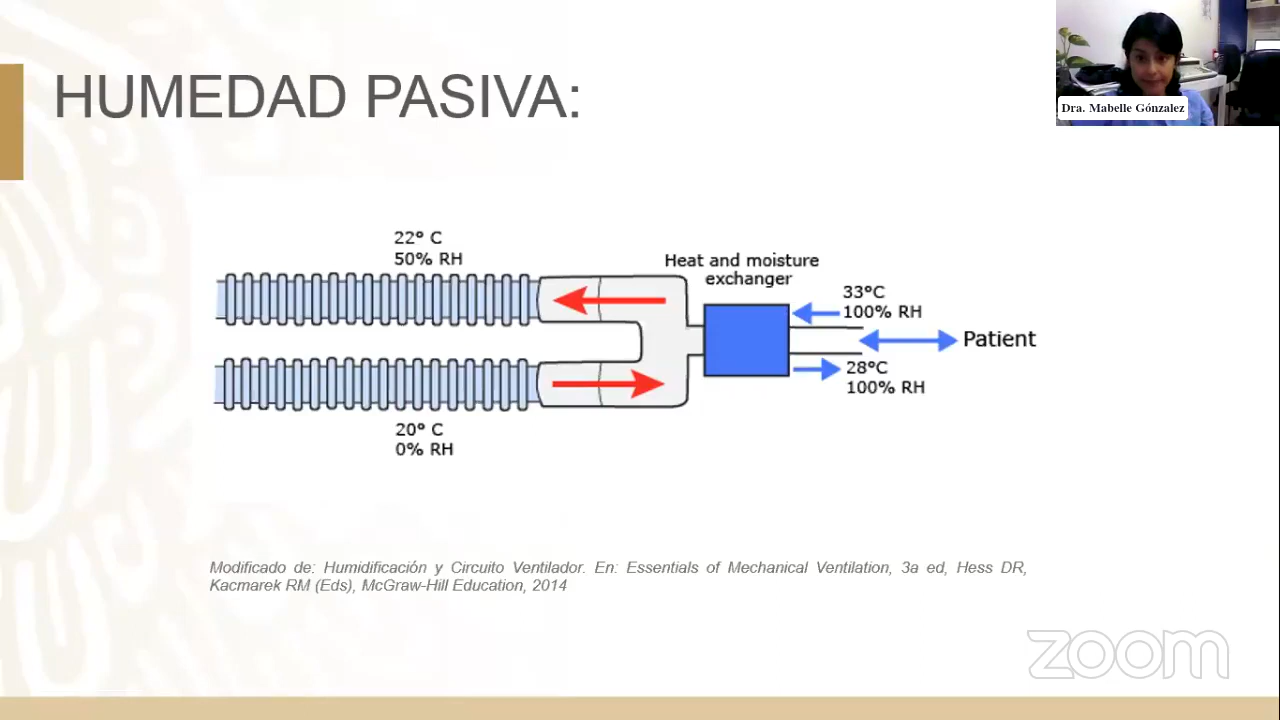 HUMEDAD PASIVA:
Dra. Mabelle Gónzalez
22° C
50% RH
Heat and moisture
exchanger
33°C
100% RH
Patient
28°C
100% RH
20° C
0% RH
Modificado de: Humidificación y Circuito Ventilador. En: Essentials of Mechanical Ventilation, 3a ed, Hess DR,
Kacmarek RM (Eds), McGraw-Hill Education, 2014
zoom